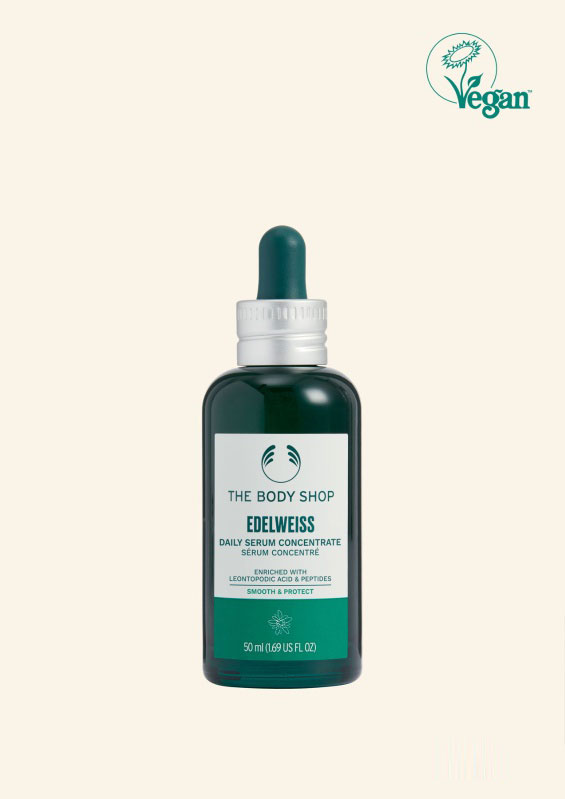 Vegan™
THE BODY SHOP
EDELWEISS
DAILY SERUM CONCENTRATE
SÉRUM CONCENTRÉ
ENRICHED WITH
LEONTOPODIC ACID & PEPTIDES
SMOOTH & PROTECT
50 ml (1.69 US FL OZ)